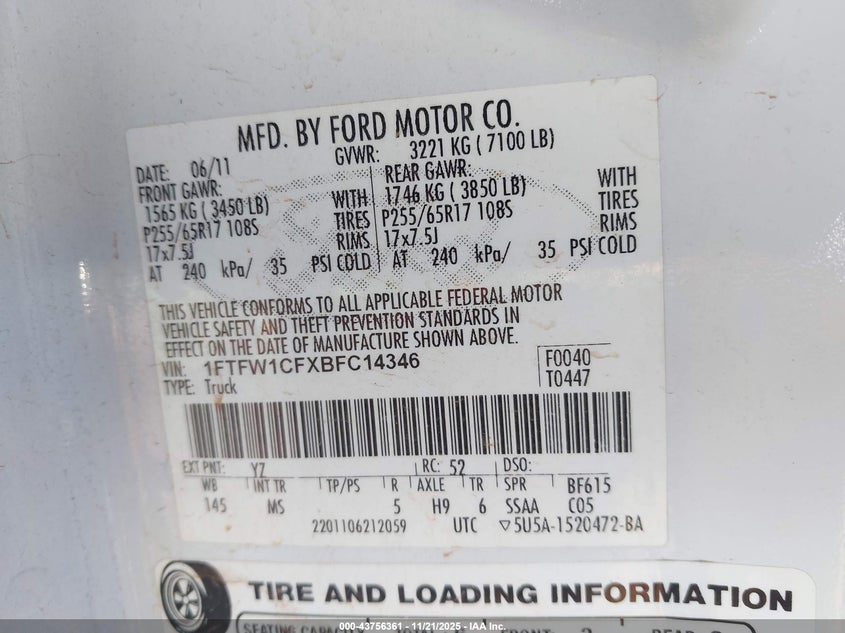 MFD. BY FORD MOTOR CO.
DATE: 06/11 GVWR: 3221 KG ( 7100 LB)
FRONT GAWR: REAR GAWR:
1565 KG ( 3450 LB) WITH 1746 KG ( 3850 LB) WITH
P255/65R17 108S TIRES P255/65R17 108S TIRES
17x7.5J RIMS 17x7.5J RIMS
AT 240 kPa/ 35 PSI COLD AT 240 kPa/ 35 PSI COLD
THIS VEHICLE CONFORMS TO ALL APPLICABLE FEDERAL MOTOR
VEHICLE SAFETY AND THEFT PREVENTION STANDARDS IN
EFFECT ON THE DATE OF MANUFACTURE SHOWN ABOVE.
VIN: 1FTFW1CFXBFC14346 F0040
TYPE: Truck T0447
EXT PNT: YZ RC: 52 DSO:
WB INT TR TP/PS R AXLE TR SPR BF615
145 MS 5 H9 6 SSAA C05
2201106212059 UTC ▽5U5A-1520472-BA
TIRE AND LOADING INFORMATION
SEATING CAPACITY
000 - 43756361 - 11/21/2025 - IAA Inc.